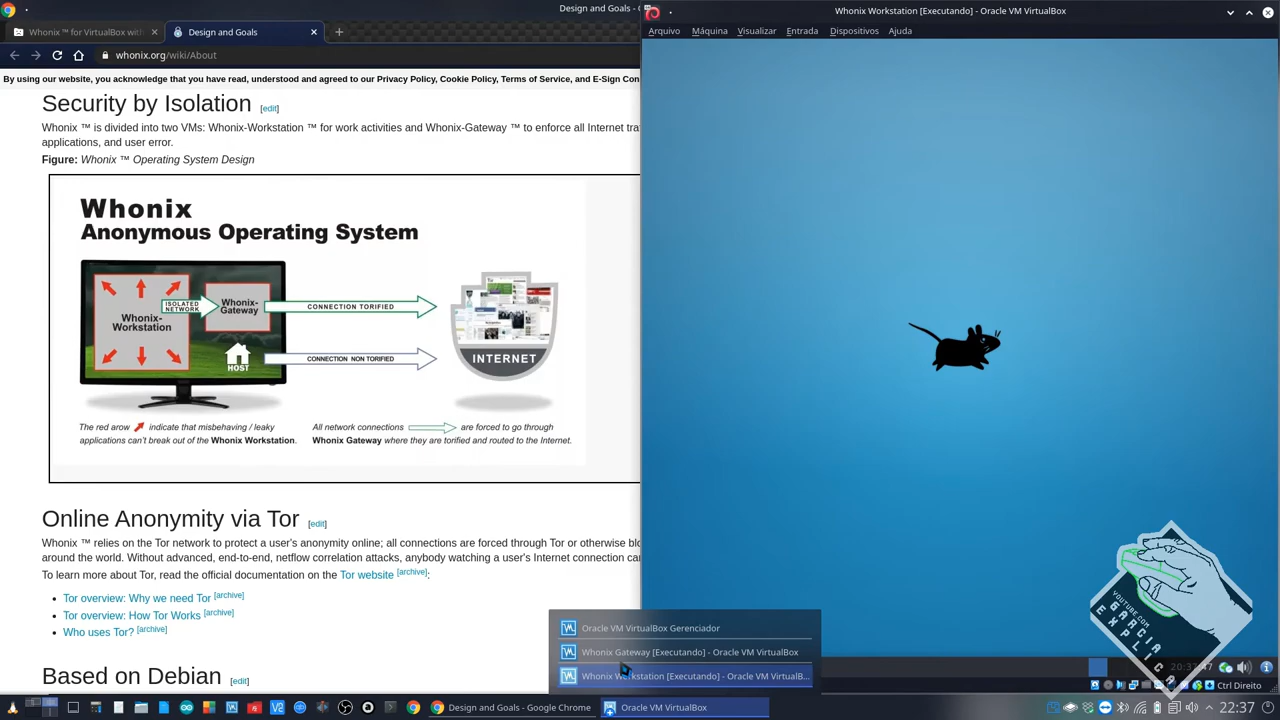 Design and Goals -
Whonix ™ for VirtualBox with
Design and Goals
whonix.org/wiki/About
By using our website, you acknowledge that you have read, understood and agreed to our Privacy Policy, Cookie Policy, Terms of Service, and E-Sign Con
Security by Isolation [edit]
Whonix ™ is divided into two VMs: Whonix-Workstation ™ for work activities and Whonix-Gateway ™ to enforce all Internet tra
applications, and user error.
Figure: Whonix ™ Operating System Design
Whonix
Anonymous Operating System
Whonix-
Workstation
ISOLATED
NETWORK
Whonix-
Gateway
HOST
CONNECTION TORIFIED
CONNECTION NON TORIFIED
INTERNET
The red arow indicate that misbehaving / leaky
applications can't break out of the Whonix Workstation.
All network connections are forced to go through
Whonix Gateway where they are torified and routed to the Internet.
Online Anonymity via Tor [edit]
Whonix ™ relies on the Tor network to protect a user's anonymity online; all connections are forced through Tor or otherwise blo
around the world. Without advanced, end-to-end, netflow correlation attacks, anybody watching a user's Internet connection ca
To learn more about Tor, read the official documentation on the Tor website [archive]:
Tor overview: Why we need Tor [archive]
Tor overview: How Tor Works [archive]
Who uses Tor? [archive]
Based on Debian [edit]
Whonix Workstation [Executando] - Oracle VM VirtualBox
Arquivo Máquina Visualizar Entrada Dispositivos Ajuda
YOUTUBE.COM/
GARCIA
EXPLA
Ctrl Direito
Oracle VM VirtualBox Gerenciador
Whonix Gateway [Executando] - Oracle VM VirtualBox
Whonix Workstation [Executando] - Oracle VM VirtualB...
Design and Goals - Google Chrome
Oracle VM VirtualBox
22:37